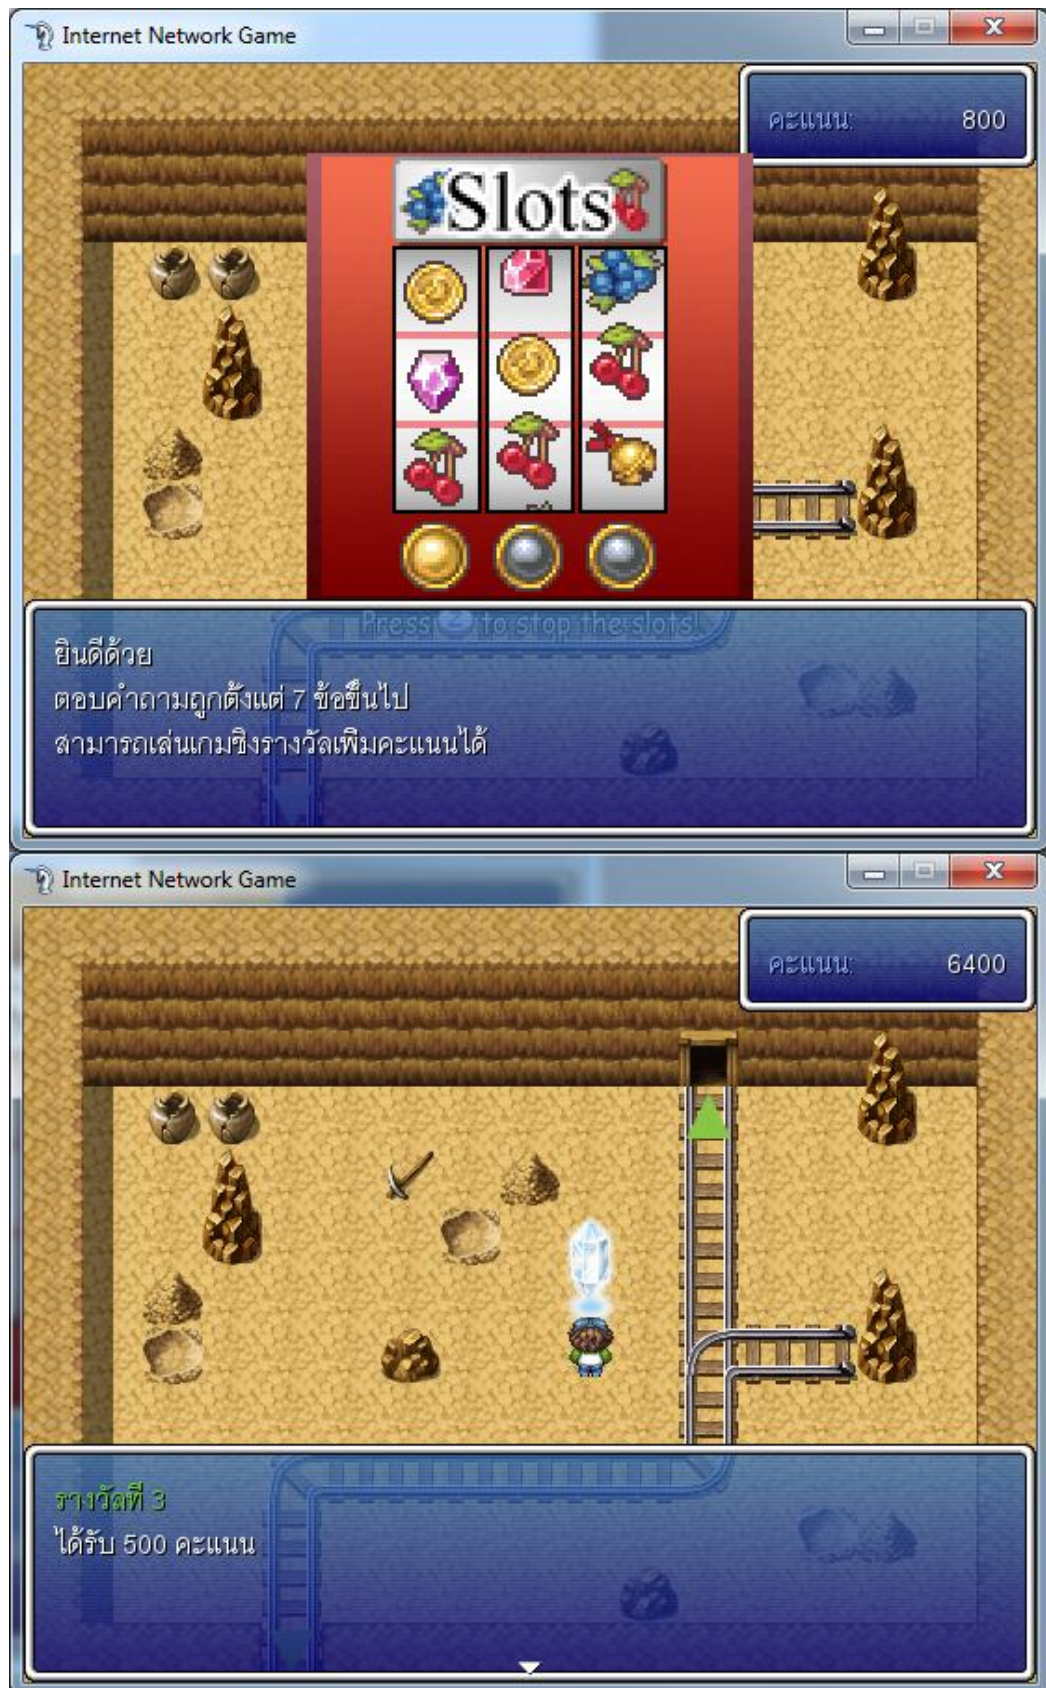 Internet Network Game
คะแนน: 800
Slots
Press Z to stop the slots!
ยินดีด้วย
ตอบคำถามถูกตั้งแต่ 7 ข้อขึ้นไป
สามารถเล่นเกมชิงรางวัลเพิ่มคะแนนได้
Internet Network Game
คะแนน: 6400
รางวัลที่ 3
ได้รับ 500 คะแนน